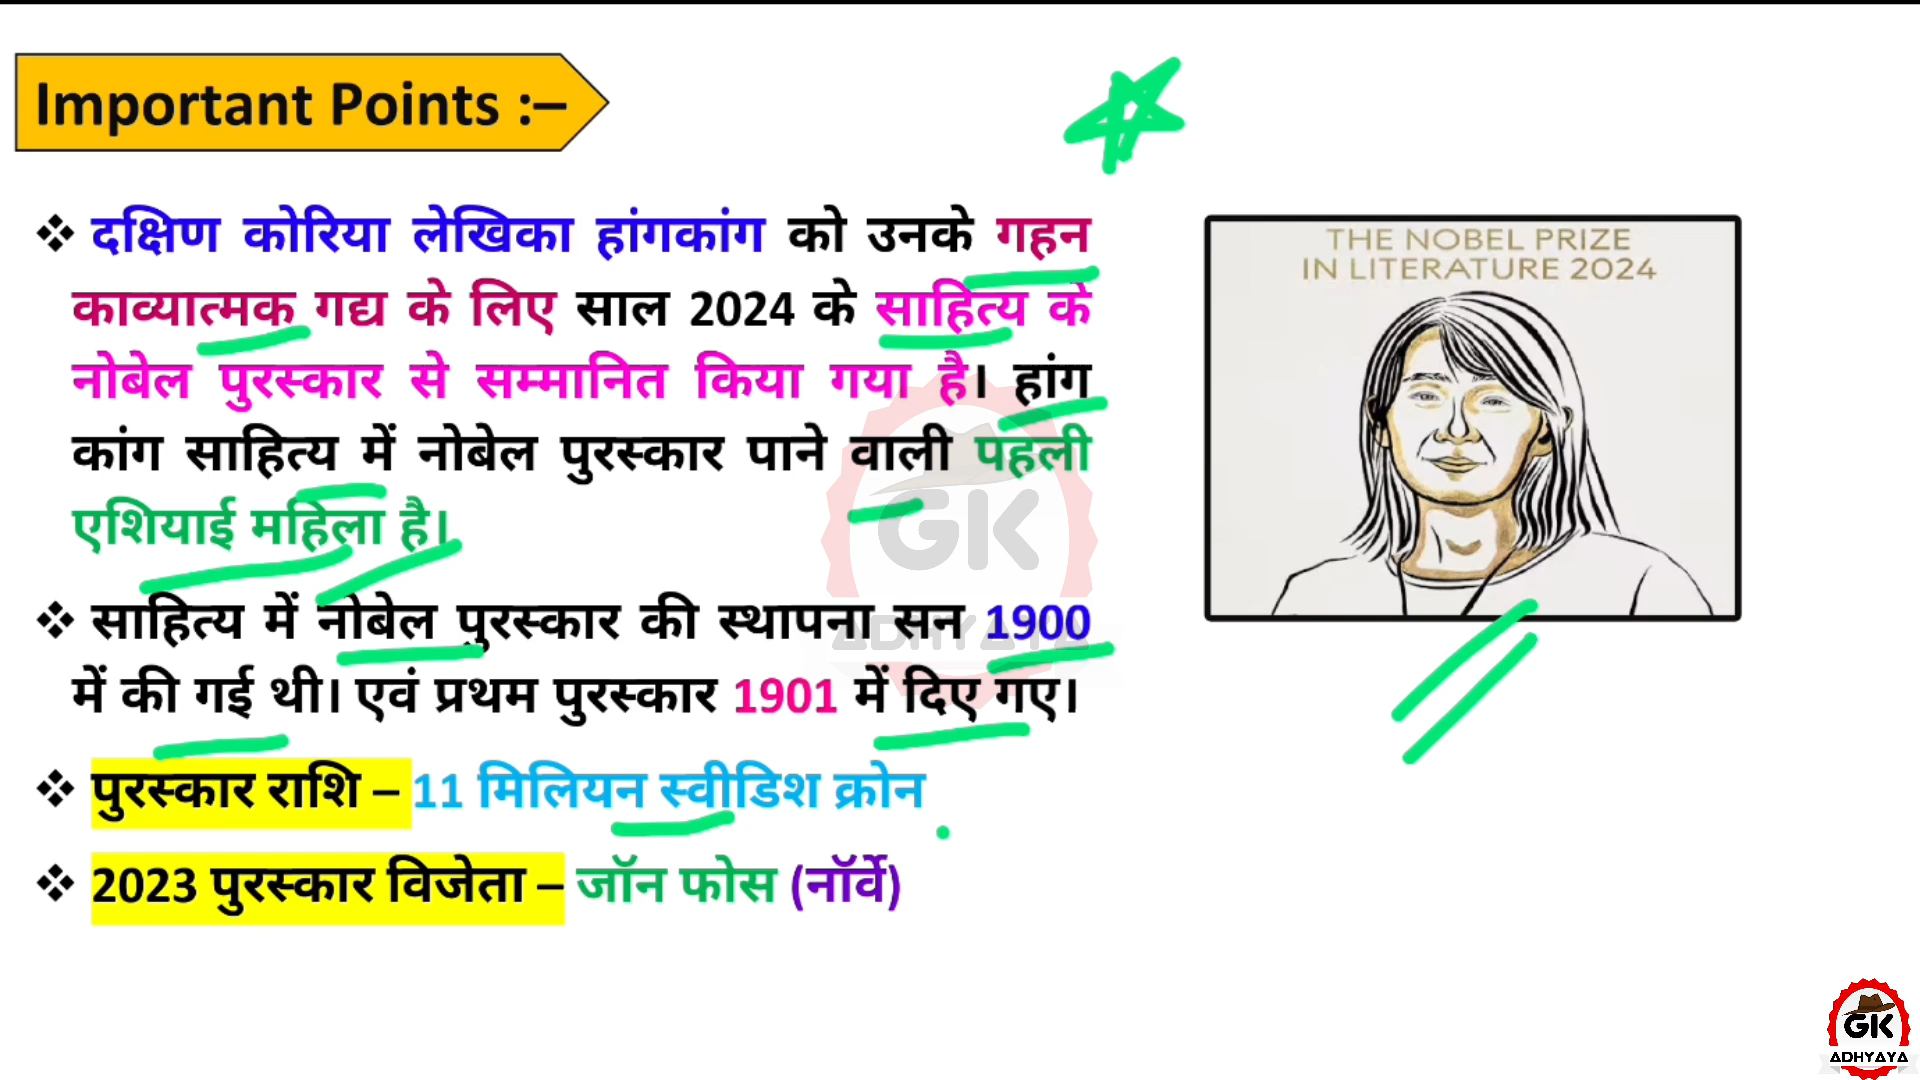 Important Points :–
❖ दक्षिण कोरिया लेखिका हांगकांग को उनके गहन
काव्यात्मक गद्य के लिए साल 2024 के साहित्य के
नोबेल पुरस्कार से सम्मानित किया गया है। हांग
कांग साहित्य में नोबेल पुरस्कार पाने वाली पहली
एशियाई महिला है।
❖ साहित्य में नोबेल पुरस्कार की स्थापना सन 1900
में की गई थी। एवं प्रथम पुरस्कार 1901 में दिए गए।
❖ पुरस्कार राशि – 11 मिलियन स्वीडिश क्रोन
❖ 2023 पुरस्कार विजेता – जॉन फोस (नॉर्वे)
THE NOBEL PRIZE
IN LITERATURE 2024
GK
ADHYAYA
GK
ADHYAYA